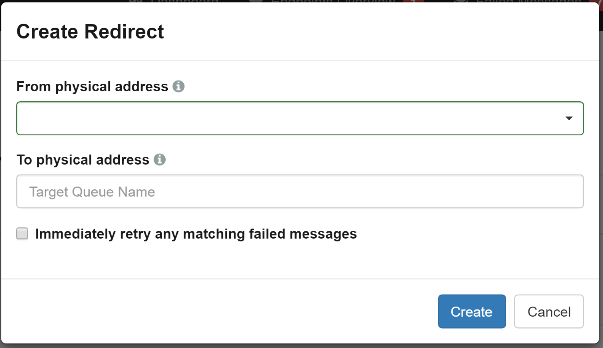 Create Redirect
From physical address
To physical address
Target Queue Name
Immediately retry any matching failed messages
Create
Cancel